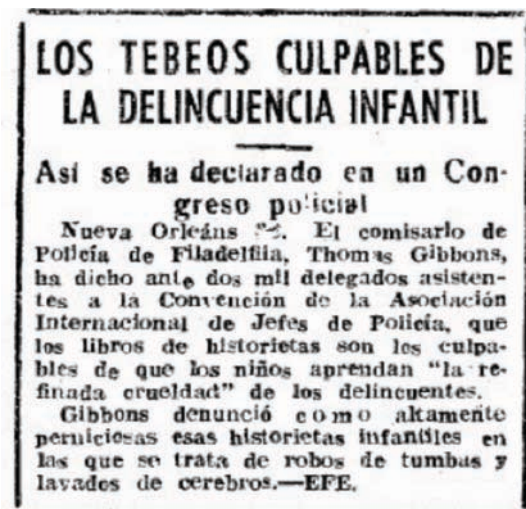 LOS TEBEOS CULPABLES DE
LA DELINCUENCIA INFANTIL
Así se ha declarado en un Con-
greso policial
Nueva Orleáns El comisario de
Policía de Filadelfila, Thomas Gibbons,
ha dicho ante dos mil delegados asisten-
tes a la Convención de la Asociación
Internacional de Jefes de Policía, que
los libros de historietas son los culpa-
bles de que los niños aprendan "la re-
finada crueldad" de los delincuentes.
Gibbons denunció como altamente
perniciosas esas historietas infantiles en
las que se trata de robos de tumbas y
lavados de cerebros.—EFE.